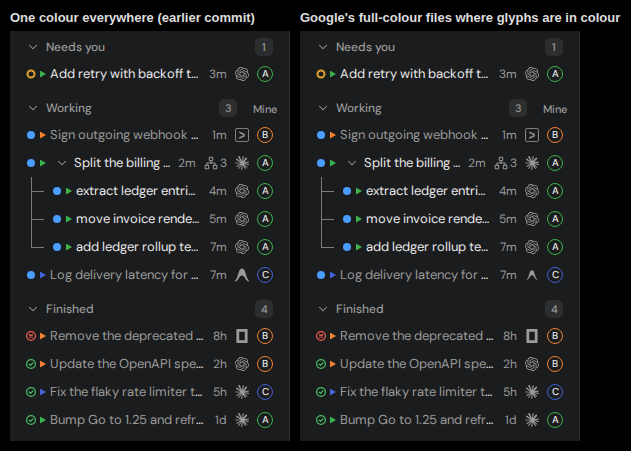 One colour everywhere (earlier commit)
Needs you 1
Add retry with backoff t... 3m A
Working 3 Mine
Sign outgoing webhook ... 1m B
Split the billing ... 2m 3 A
extract ledger entri... 4m A
move invoice rende... 5m A
add ledger rollup te... 7m A
Log delivery latency for ... 7m C
Finished 4
Remove the deprecated ... 8h B
Update the OpenAPI spe... 2h B
Fix the flaky rate limiter t... 5h C
Bump Go to 1.25 and refr... 1d A
Google's full-colour files where glyphs are in colour
Needs you 1
Add retry with backoff t... 3m A
Working 3 Mine
Sign outgoing webhook ... 1m B
Split the billing ... 2m 3 A
extract ledger entri... 4m A
move invoice rende... 5m A
add ledger rollup te... 7m A
Log delivery latency for ... 7m C
Finished 4
Remove the deprecated ... 8h B
Update the OpenAPI spe... 2h B
Fix the flaky rate limiter t... 5h C
Bump Go to 1.25 and refr... 1d A